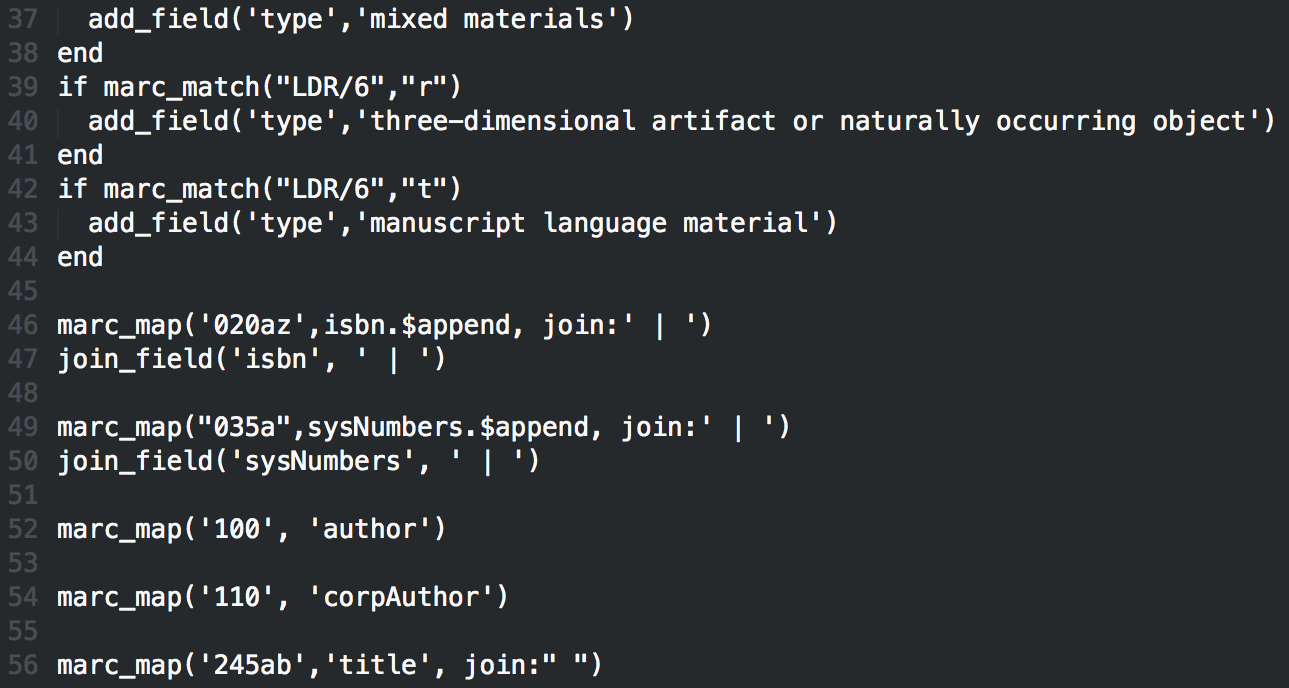 37 add_field('type','mixed materials')
38 end
39 if marc_match("LDR/6","r")
40 add_field('type','three-dimensional artifact or naturally occurring object')
41 end
42 if marc_match("LDR/6","t")
43 add_field('type','manuscript language material')
44 end
45
46 marc_map('020az',isbn.$append, join:' | ')
47 join_field('isbn', ' | ')
48
49 marc_map("035a",sysNumbers.$append, join:' | ')
50 join_field('sysNumbers', ' | ')
51
52 marc_map('100', 'author')
53
54 marc_map('110', 'corpAuthor')
55
56 marc_map('245ab','title', join:" ")